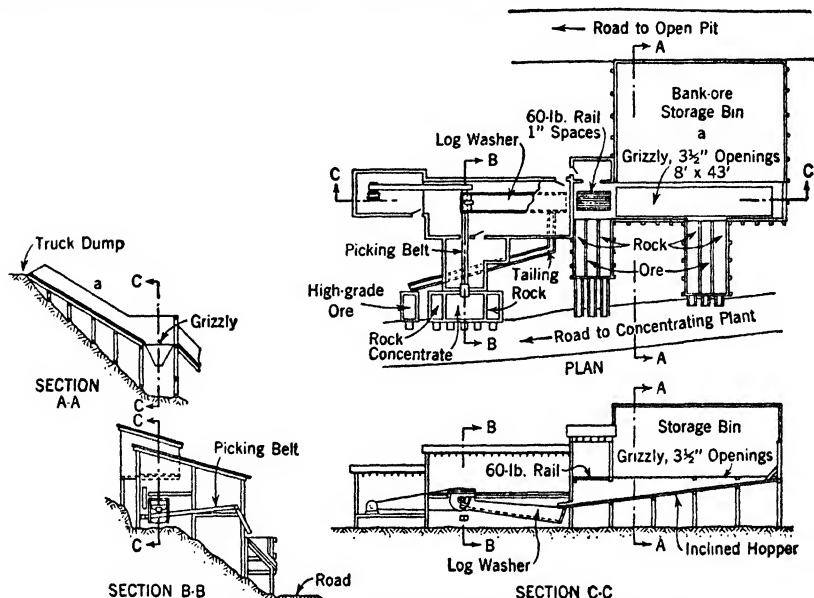 Road to Open Pit
A
Bank-ore
Storage Bin
a
Grizzly, 3½" Openings
8' x 43'
60-lb. Rail
1" Spaces
Log Washer
B
C
C
Picking Belt
Rock
Ore
Tailing
Rock
High-grade
Ore
Rock
Concentrate
B
Road to Concentrating Plant
A
PLAN
Truck Dump
a
C
Grizzly
SECTION
A-A
C
C
Picking Belt
C
Road
SECTION B-B
A
B
Storage Bin
60-lb. Rail
Grizzly, 3½" Openings
B
Log Washer
A
Inclined Hopper
SECTION C-C